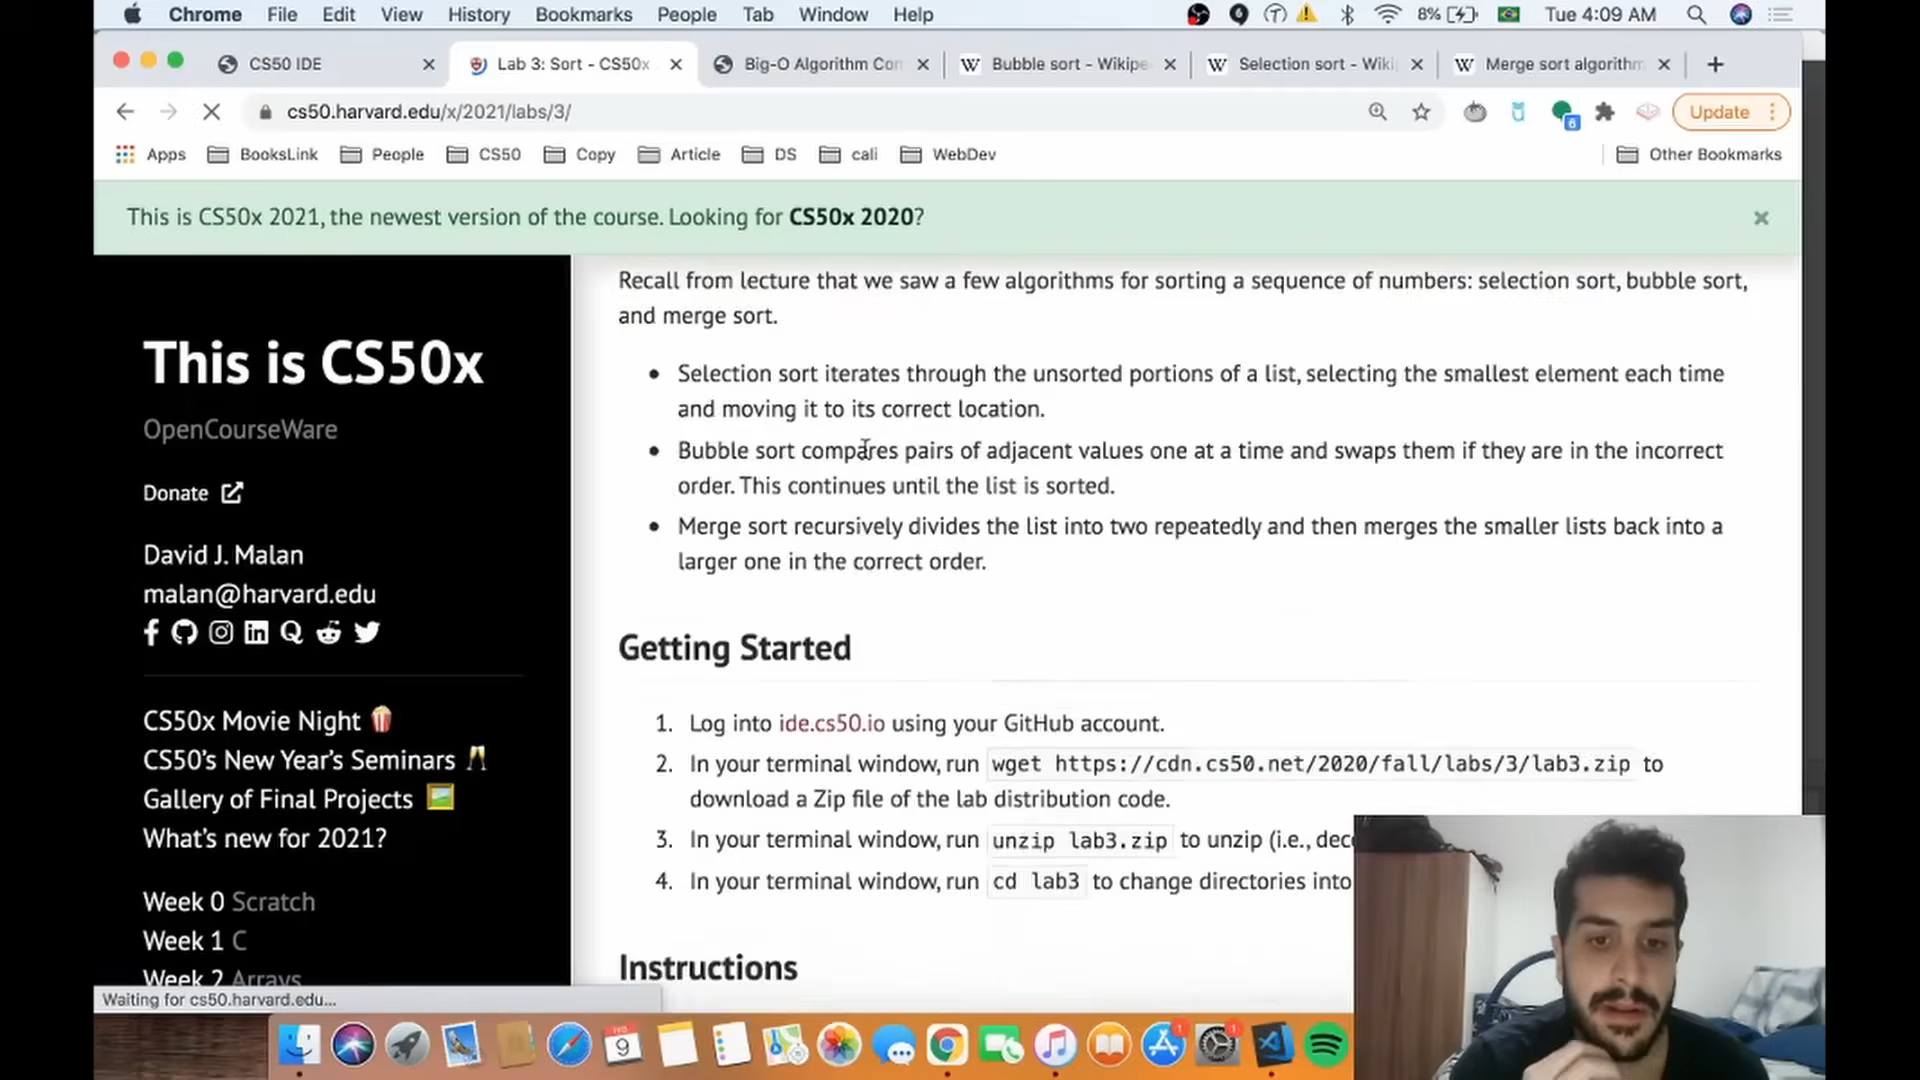 Chrome File Edit View History Bookmarks People Tab Window Help 8% Tue 4:09 AM
CS50 IDE Lab 3: Sort - CS50x Big-O Algorithm Con Bubble sort - Wikipe Selection sort - Wiki Merge sort algorithm
cs50.harvard.edu/x/2021/labs/3/ 6 Update
Apps BooksLink People CS50 Copy Article DS cali WebDev Other Bookmarks
This is CS50x 2021, the newest version of the course. Looking for CS50x 2020?
This is CS50x
OpenCourseWare
Donate
David J. Malan
malan@harvard.edu
CS50x Movie Night
CS50's New Year's Seminars
Gallery of Final Projects
What's new for 2021?
Week 0 Scratch
Week 1 C
Week 2 Arrays
Waiting for cs50.harvard.edu...
Recall from lecture that we saw a few algorithms for sorting a sequence of numbers: selection sort, bubble sort,
and merge sort.
• Selection sort iterates through the unsorted portions of a list, selecting the smallest element each time
and moving it to its correct location.
• Bubble sort compares pairs of adjacent values one at a time and swaps them if they are in the incorrect
order. This continues until the list is sorted.
• Merge sort recursively divides the list into two repeatedly and then merges the smaller lists back into a
larger one in the correct order.
Getting Started
1. Log into ide.cs50.io using your GitHub account.
2. In your terminal window, run wget https://cdn.cs50.net/2020/fall/labs/3/lab3.zip to
download a Zip file of the lab distribution code.
3. In your terminal window, run unzip lab3.zip to unzip (i.e., dec
4. In your terminal window, run cd lab3 to change directories into
Instructions
9
1
1